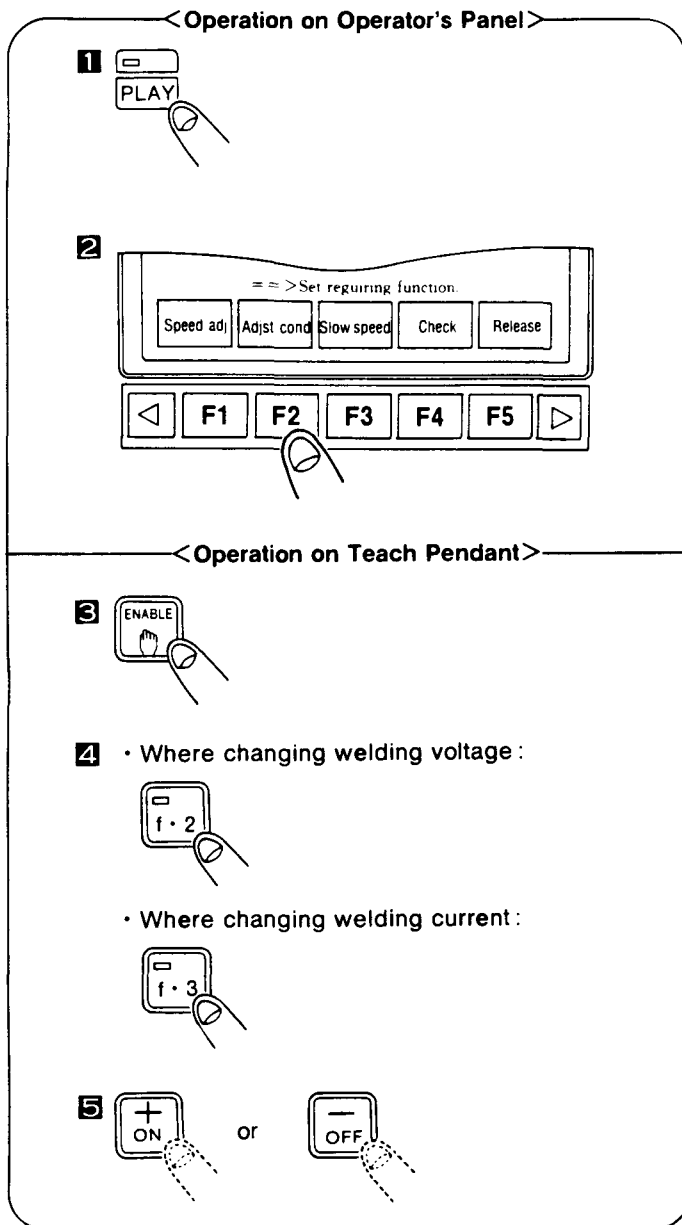 <Operation on Operator's Panel>
1
PLAY
2
==>Set reguiring function.
Speed adj Adjst cond Slow speed Check Release
F1 F2 F3 F4 F5
<Operation on Teach Pendant>
3 ENABLE
4 · Where changing welding voltage :
f · 2
· Where changing welding current :
f · 3
5 + ON or − OFF